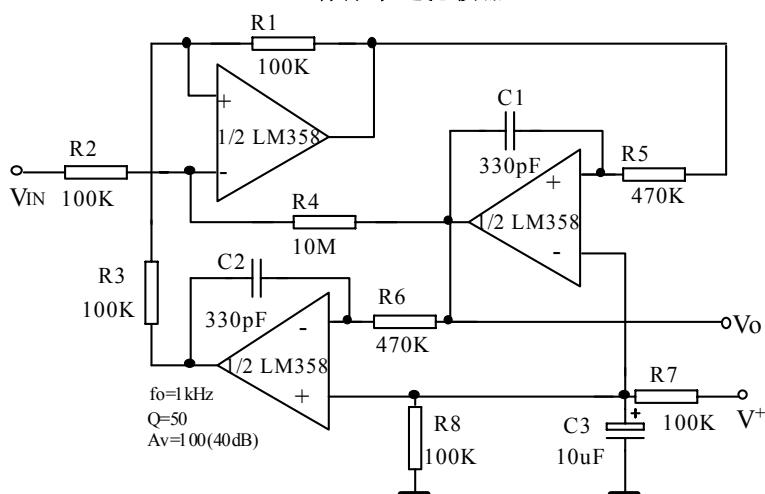 R1
100K
+
-
1/2 LM358
C1
330pF
R5
470K
R2
100K
VIN
R4
10M
+
-
1/2 LM358
R3
100K
C2
330pF
R6
470K
Vo
-
+
1/2 LM358
fo=1kHz
Q=50
Av=100(40dB)
R8
100K
+
C3
10uF
R7
100K
V+